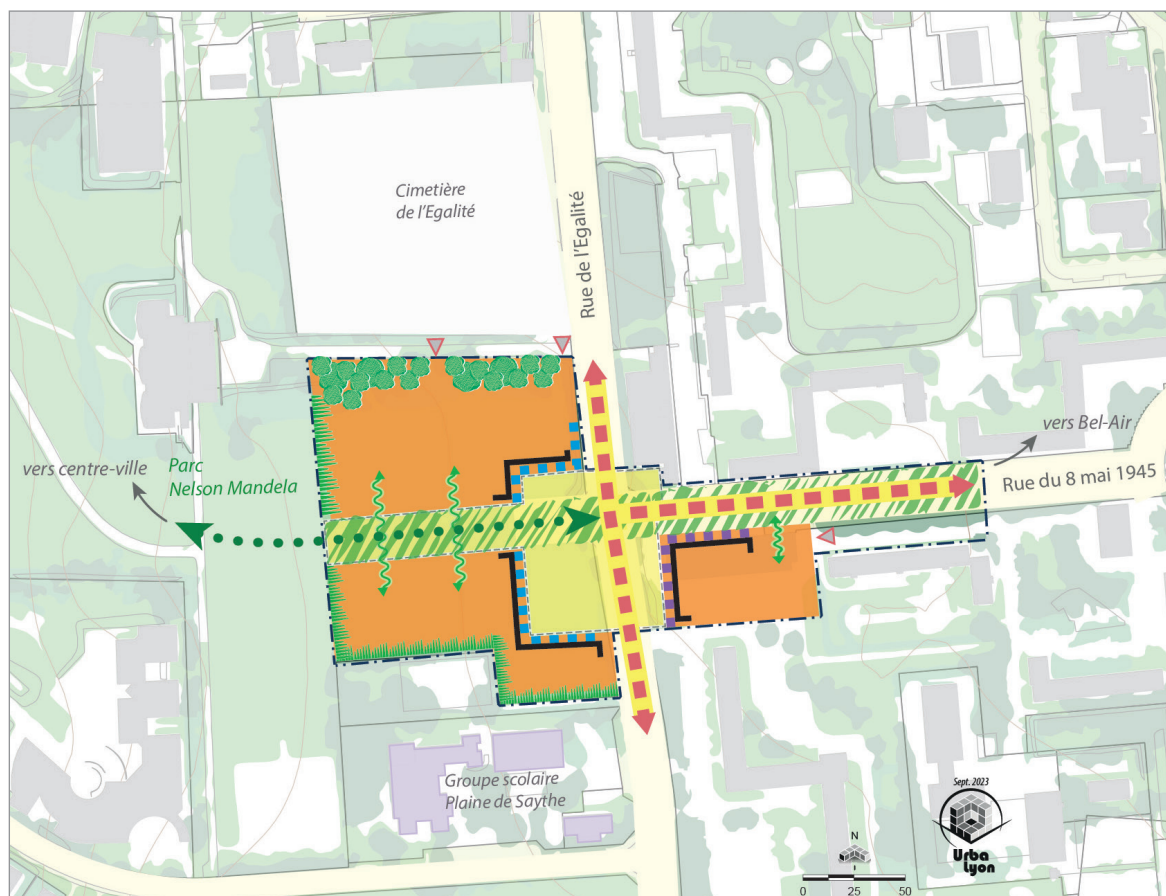 Cimetière
de l'Egalité
Rue de l'Egalité
vers centre-ville
Parc
Nelson Mandela
vers Bel-Air
Rue du 8 mai 1945
Groupe scolaire
Plaine de Saythe
Sept. 2023
Urba
Lyon
N
0 25 50